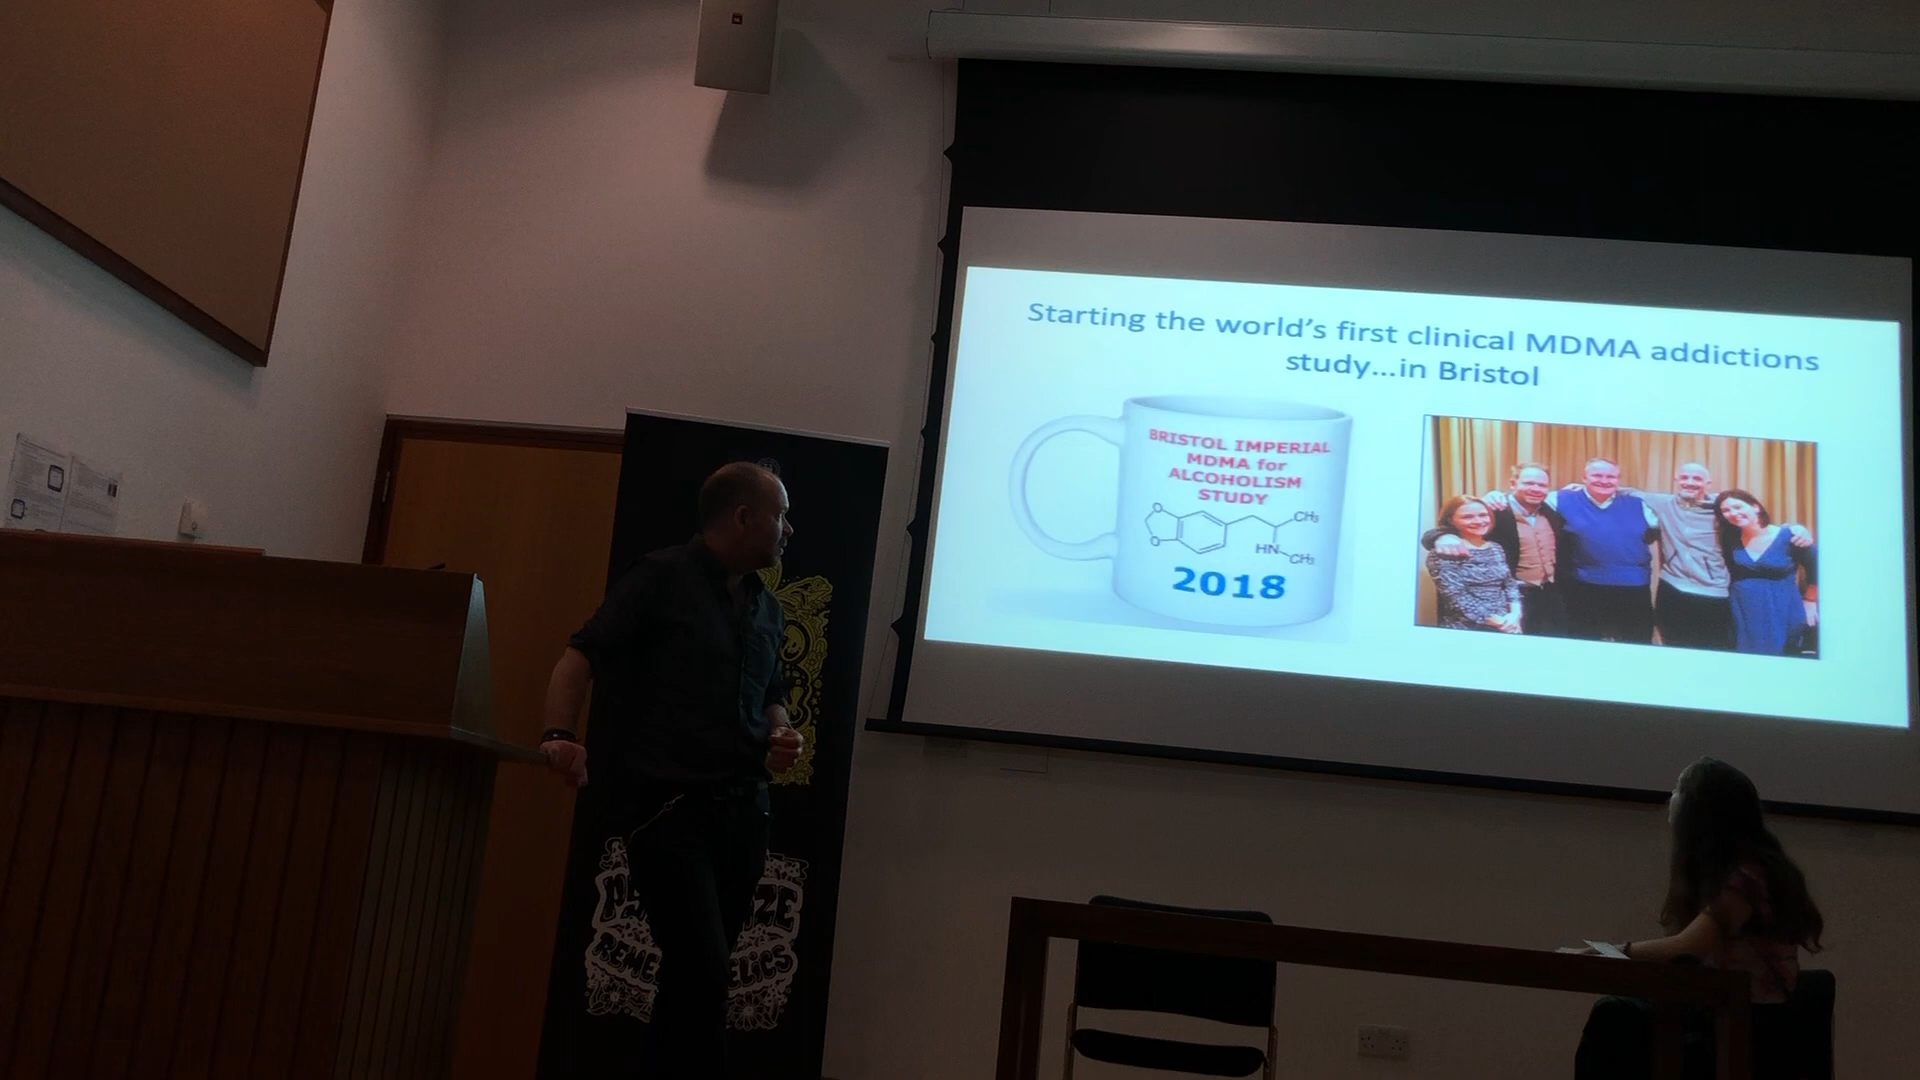 Starting the world's first clinical MDMA addictions
study...in Bristol
BRISTOL IMPERIAL
MDMA for
ALCOHOLISM
STUDY
O
O
CH₃
HN
CH₃
2018